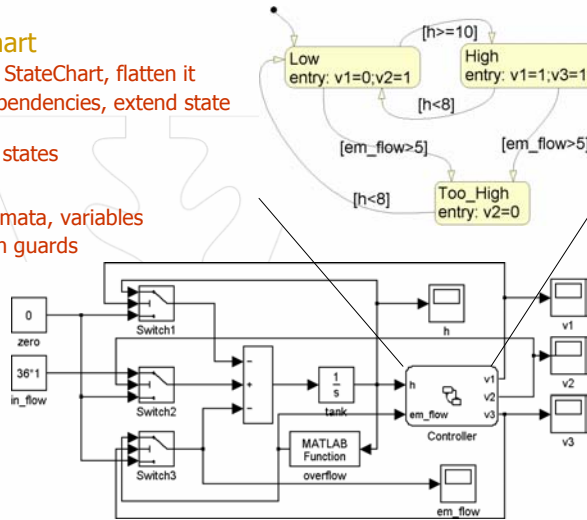 hart
StateChart, flatten it
pendencies, extend state
states
mata, variables
n guards
[h>=10]
Low
entry: v1=0;v2=1
High
entry: v1=1;v3=1
[h<8]
[em_flow>5]
[em_flow>5]
[h<8]
Too_High
entry: v2=0
0
zero
Switch1
h
v1
36*1
in_flow
Switch2
−
+
−
1
s
tank
h
em_flow
v1
v2
v3
Controller
v2
Switch3
MATLAB
Function
overflow
em_flow
v3